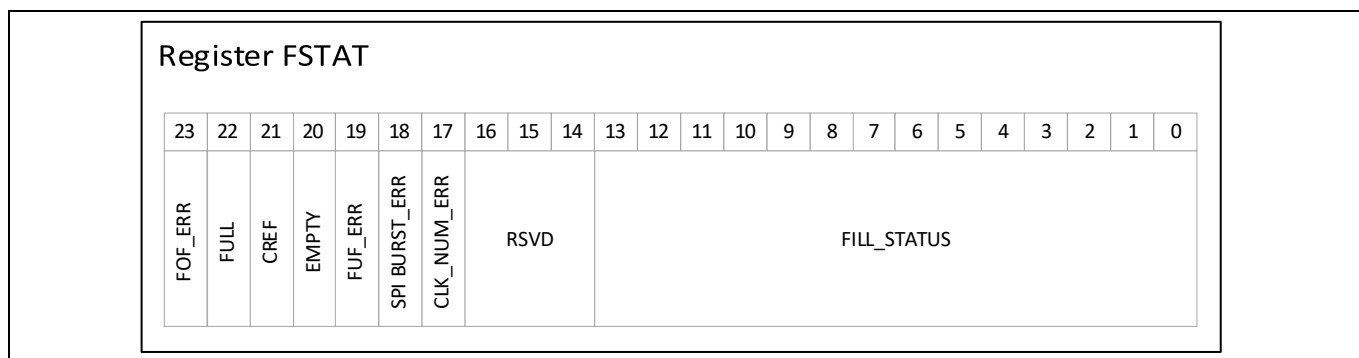 Register FSTAT
23 22 21 20 19 18 17 16 15 14 13 12 11 10 9 8 7 6 5 4 3 2 1 0
FOF_ERR
FULL
CREF
EMPTY
FUF_ERR
SPI BURST_ERR
CLK_NUM_ERR
RSVD
FILL_STATUS